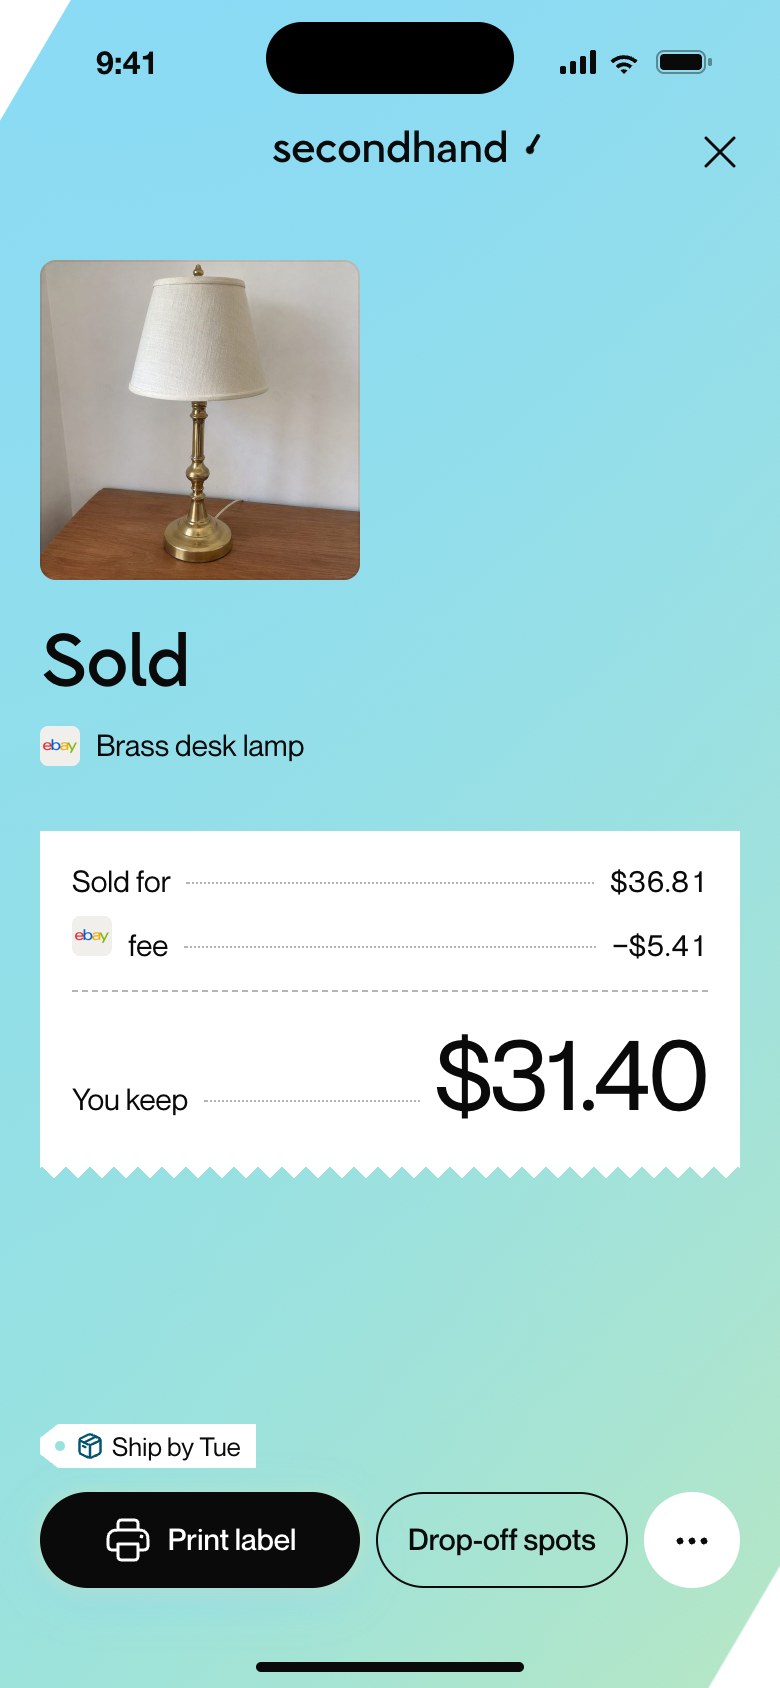 9:41
secondhand
Sold
ebay Brass desk lamp
Sold for $36.81
ebay fee –$5.41
You keep $31.40
Ship by Tue
Print label Drop-off spots